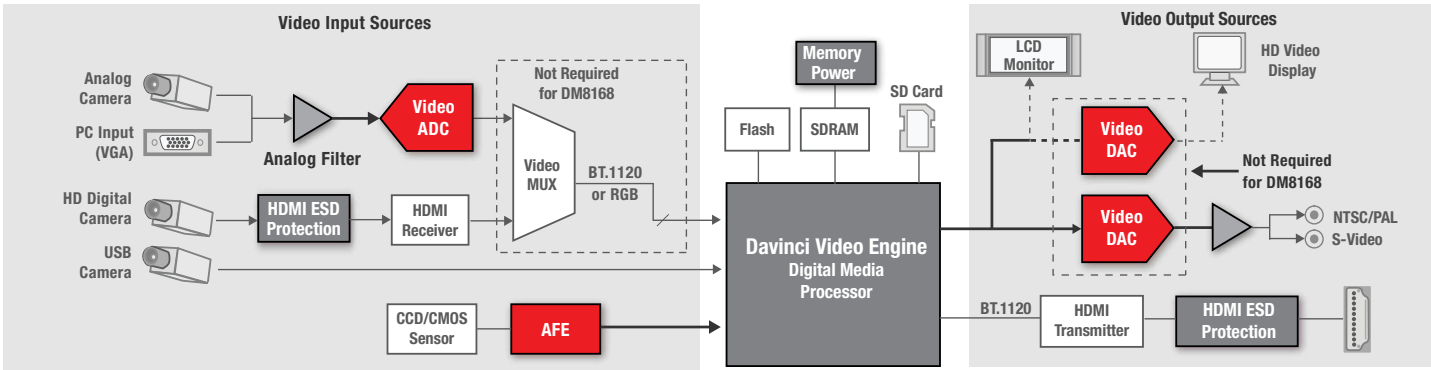 Video Input Sources
Analog
Camera
PC Input
(VGA)
Analog Filter
Video
ADC
Not Required
for DM8168
Video
MUX
BT.1120
or RGB
HD Digital
Camera
HDMI ESD
Protection
HDMI
Receiver
USB
Camera
CCD/CMOS
Sensor
AFE
Memory
Power
Flash
SDRAM
SD Card
Davinci Video Engine
Digital Media
Processor
Video Output Sources
LCD
Monitor
HD Video
Display
Video
DAC
Not Required
for DM8168
Video
DAC
NTSC/PAL
S-Video
BT.1120
HDMI
Transmitter
HDMI ESD
Protection